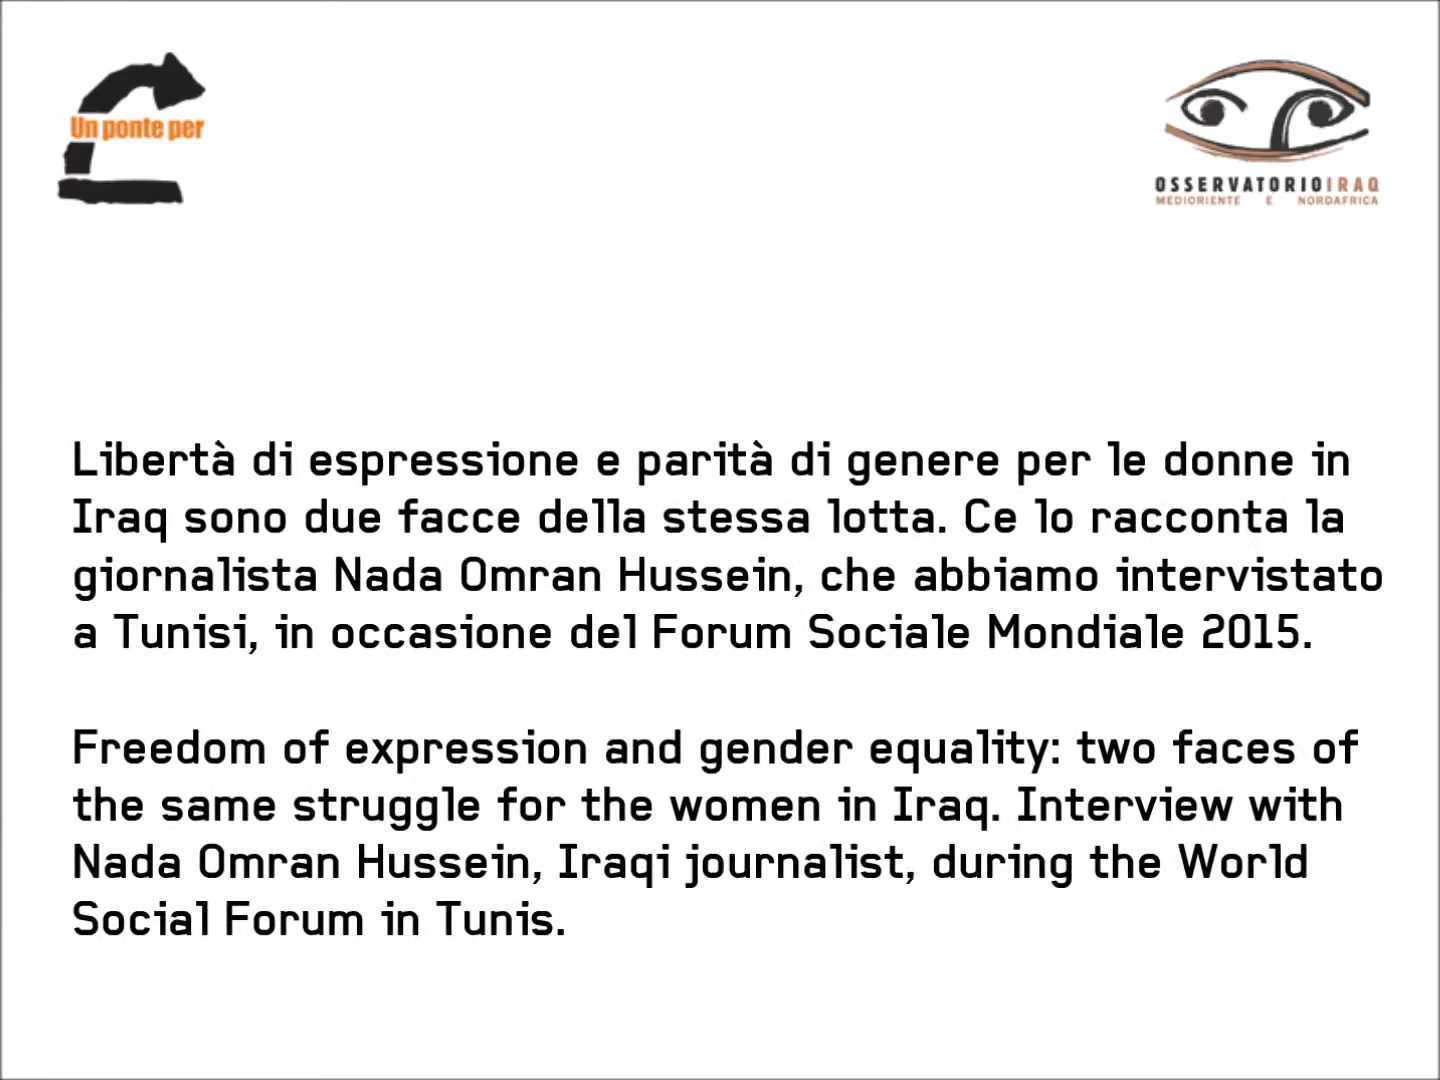 Un ponte per
OSSERVATORIOIRAQ
MEDIORIENTE E NORDAFRICA
Libertà di espressione e parità di genere per le donne in
Iraq sono due facce della stessa lotta. Ce lo racconta la
giornalista Nada Omran Hussein, che abbiamo intervistato
a Tunisi, in occasione del Forum Sociale Mondiale 2015.
Freedom of expression and gender equality: two faces of
the same struggle for the women in Iraq. Interview with
Nada Omran Hussein, Iraqi journalist, during the World
Social Forum in Tunis.